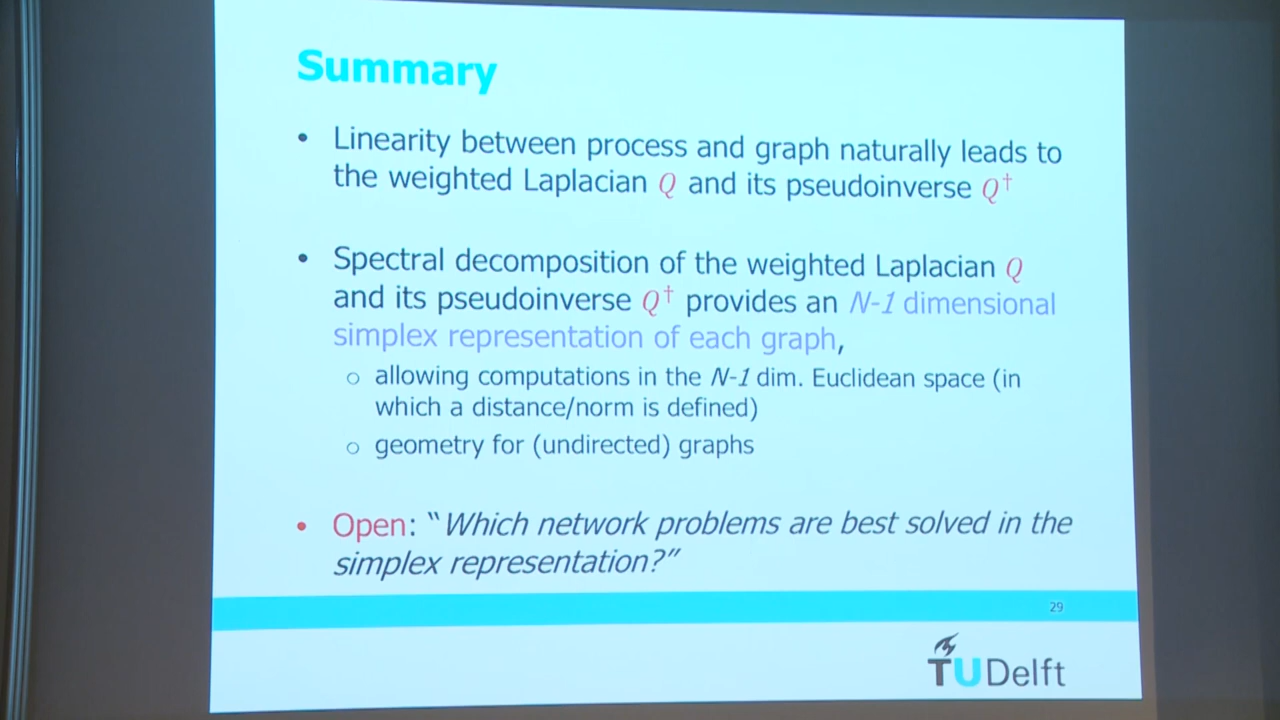 Summary
• Linearity between process and graph naturally leads to
the weighted Laplacian Q and its pseudoinverse Q†
• Spectral decomposition of the weighted Laplacian Q
and its pseudoinverse Q† provides an N-1 dimensional
simplex representation of each graph,
○ allowing computations in the N-1 dim. Euclidean space (in
which a distance/norm is defined)
○ geometry for (undirected) graphs
• Open: “Which network problems are best solved in the
simplex representation?”
29
TU Delft